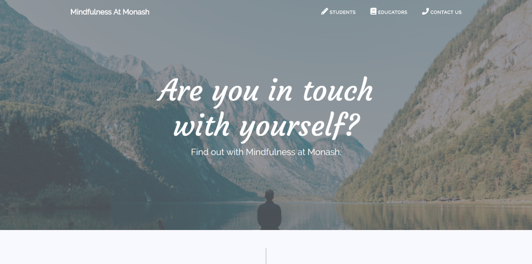 Mindfulness At Monash
STUDENTS
EDUCATORS
CONTACT US
Are you in touch
with yourself?
Find out with Mindfulness at Monash.